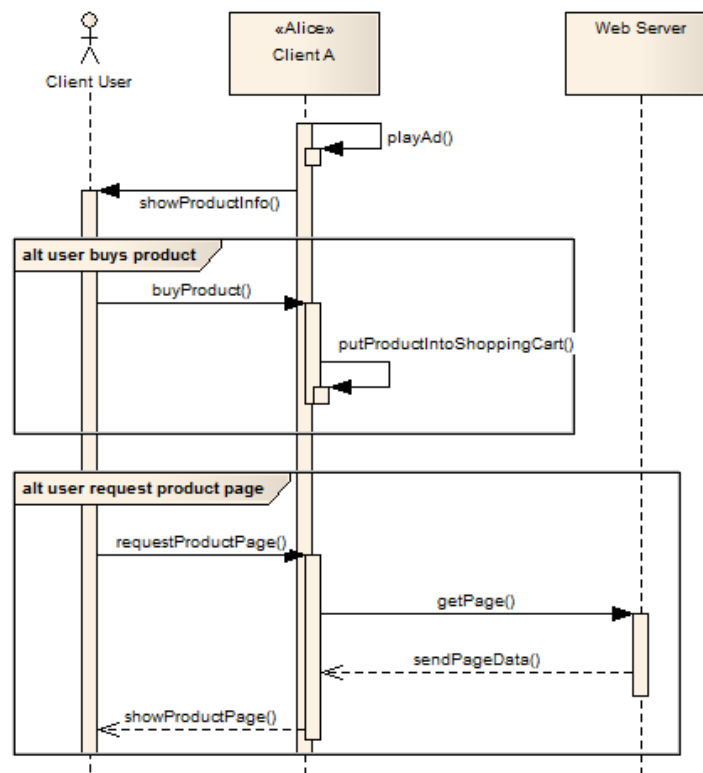 «Alice»
Client A
Web Server
Client User
playAd()
showProductInfo()
alt user buys product
buyProduct()
putProductIntoShoppingCart()
alt user request product page
requestProductPage()
getPage()
sendPageData()
showProductPage()